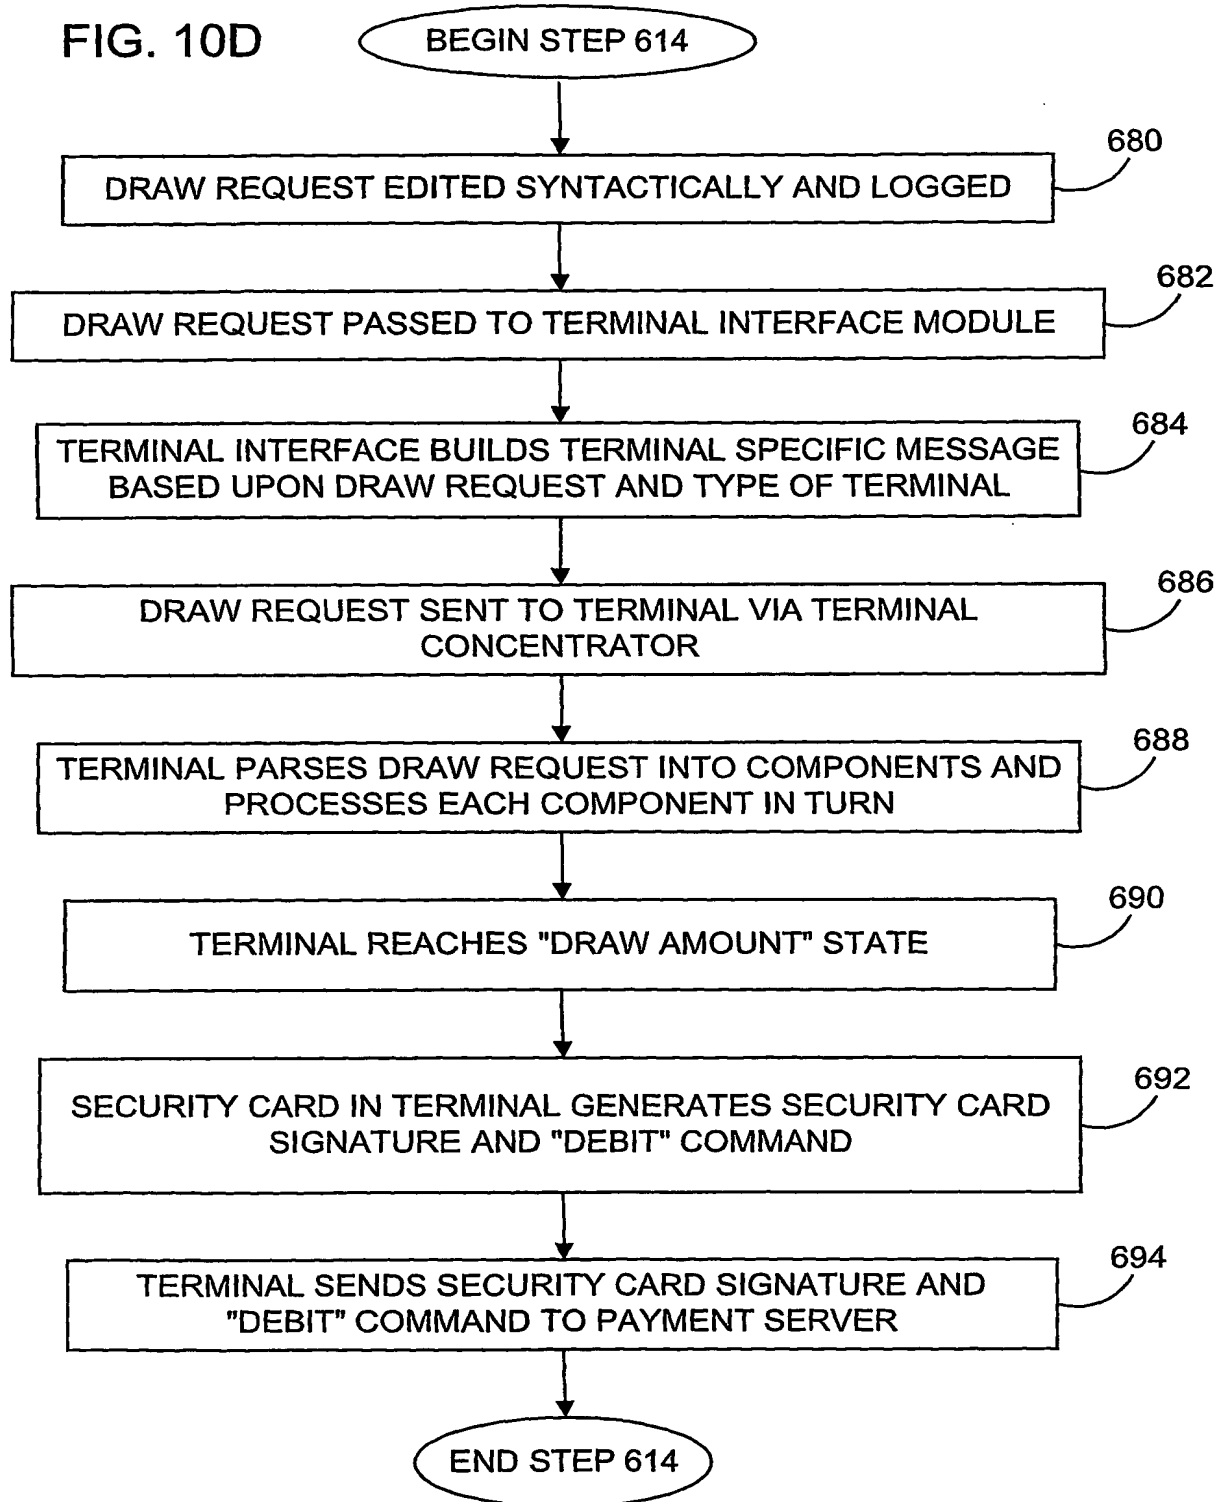 FIG. 10D
BEGIN STEP 614
680
DRAW REQUEST EDITED SYNTACTICALLY AND LOGGED
682
DRAW REQUEST PASSED TO TERMINAL INTERFACE MODULE
684
TERMINAL INTERFACE BUILDS TERMINAL SPECIFIC MESSAGE
BASED UPON DRAW REQUEST AND TYPE OF TERMINAL
686
DRAW REQUEST SENT TO TERMINAL VIA TERMINAL
CONCENTRATOR
688
TERMINAL PARSES DRAW REQUEST INTO COMPONENTS AND
PROCESSES EACH COMPONENT IN TURN
690
TERMINAL REACHES "DRAW AMOUNT" STATE
692
SECURITY CARD IN TERMINAL GENERATES SECURITY CARD
SIGNATURE AND "DEBIT" COMMAND
694
TERMINAL SENDS SECURITY CARD SIGNATURE AND
"DEBIT" COMMAND TO PAYMENT SERVER
END STEP 614